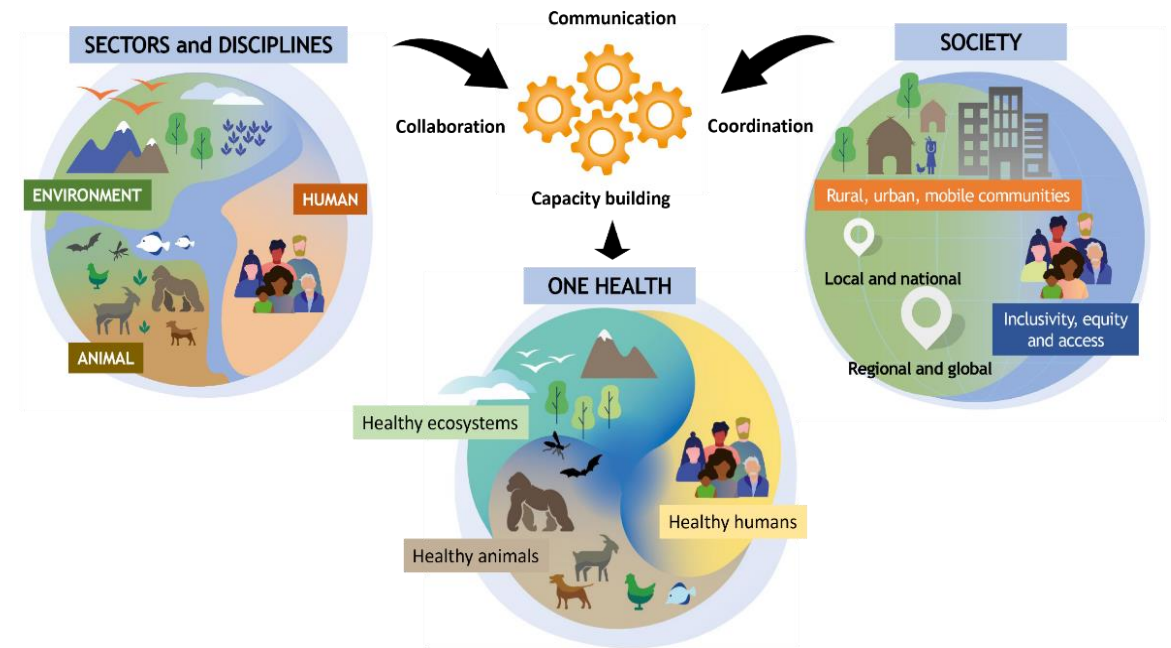 SECTORS and DISCIPLINES
ENVIRONMENT
HUMAN
ANIMAL
Communication
Collaboration
Coordination
Capacity building
SOCIETY
Rural, urban, mobile communities
Local and national
Inclusivity, equity
and access
Regional and global
ONE HEALTH
Healthy ecosystems
Healthy humans
Healthy animals